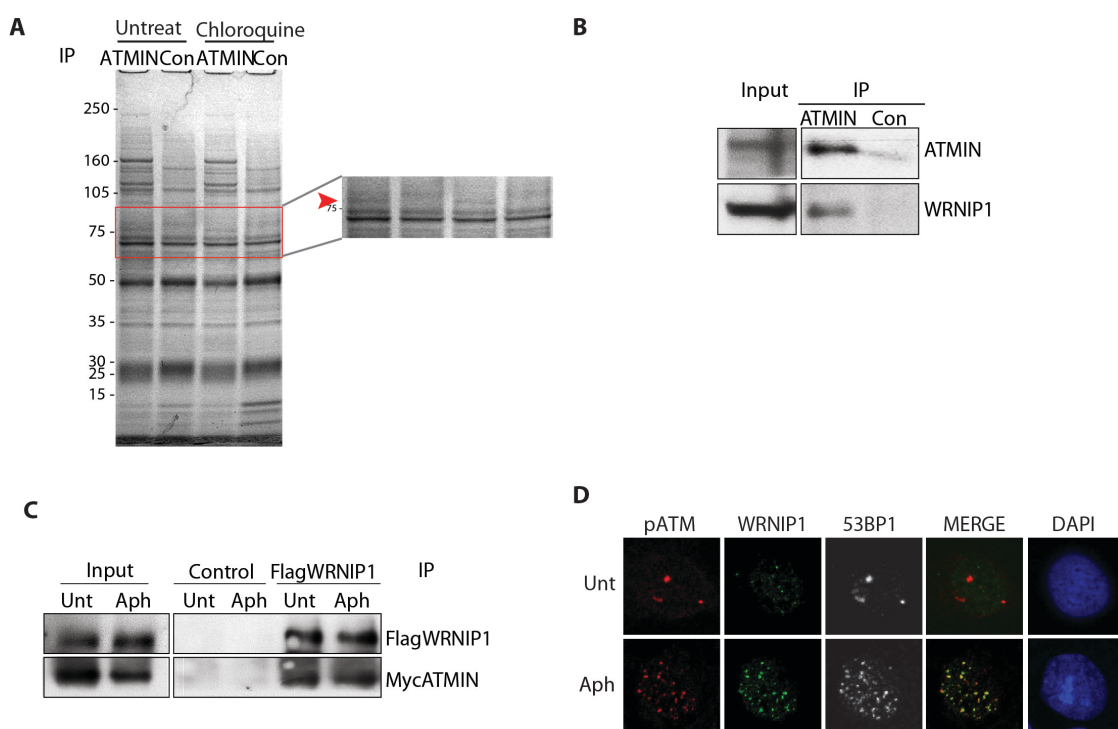 A
Untreat Chloroquine
IP ATMIN Con ATMIN Con
250
160
105
75
50
35
30
25
15
75
B
Input IP
ATMIN Con
ATMIN
WRNIP1
C
Input Control FlagWRNIP1 IP
Unt Aph Unt Aph Unt Aph
FlagWRNIP1
MycATMIN
D
pATM WRNIP1 53BP1 MERGE DAPI
Unt
Aph